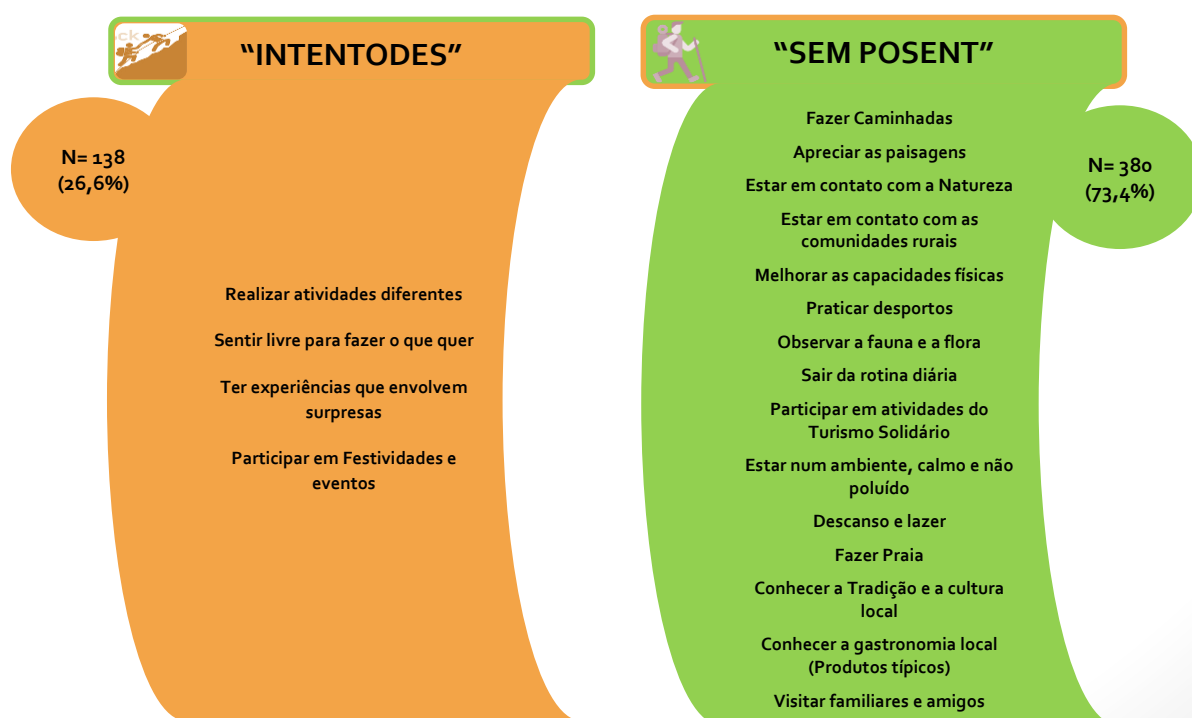 ck
“INTENTODES”
N= 138
(26,6%)
Realizar atividades diferentes
Sentir livre para fazer o que quer
Ter experiências que envolvem
surpresas
Participar em Festividades e
eventos
“SEM POSENT”
N= 380
(73,4%)
Fazer Caminhadas
Apreciar as paisagens
Estar em contato com a Natureza
Estar em contato com as
comunidades rurais
Melhorar as capacidades físicas
Praticar desportos
Observar a fauna e a flora
Sair da rotina diária
Participar em atividades do
Turismo Solidário
Estar num ambiente, calmo e não
poluído
Descanso e lazer
Fazer Praia
Conhecer a Tradição e a cultura
local
Conhecer a gastronomia local
(Produtos típicos)
Visitar familiares e amigos